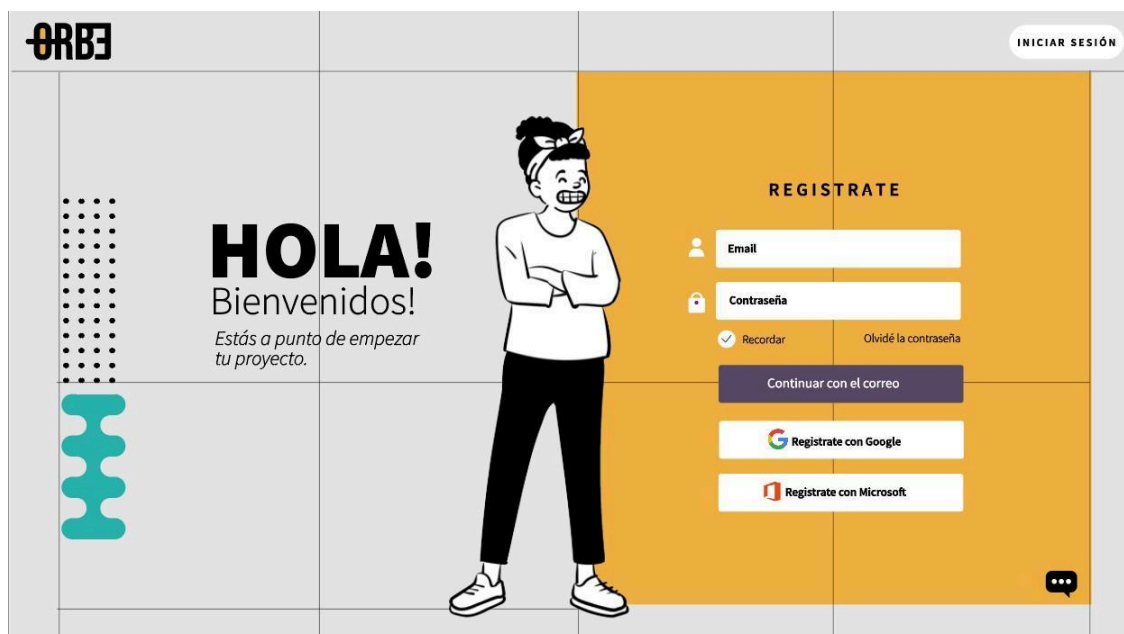 ORBE
INICIAR SESIÓN
HOLA!
Bienvenidos!
Estás a punto de empezar
tu proyecto.
REGISTRATE
Email
Contraseña
Recordar
Olvidé la contraseña
Continuar con el correo
Registrate con Google
Registrate con Microsoft